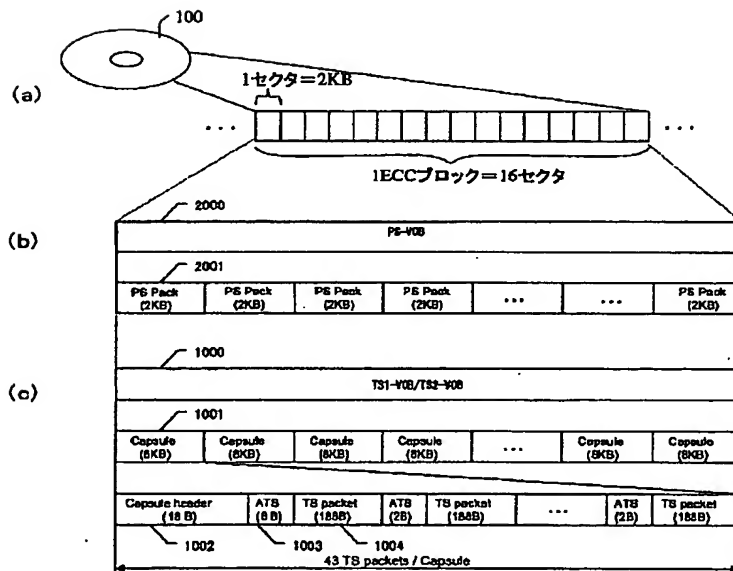 100
(a)
1セクタ=2KB
... ...
1ECCブロック=16セクタ
2000
(b)
PS-VOB
2001
PS Pack (2KB) PS Pack (2KB) PS Pack (2KB) PS Pack (2KB) ... ... PS Pack (2KB)
1000
(c)
TS1-VOB/TS2-VOB
1001
Capsule (8KB) Capsule (8KB) Capsule (8KB) Capsule (8KB) ... Capsule (8KB) Capsule (8KB)
Capsule header (18 B) ATS (6 B) TS packet (188B) ATS (2B) TS packet (188B) ... ATS (2B) TS packet (188B)
1002 1003 1004
43 TS packets / Capsule